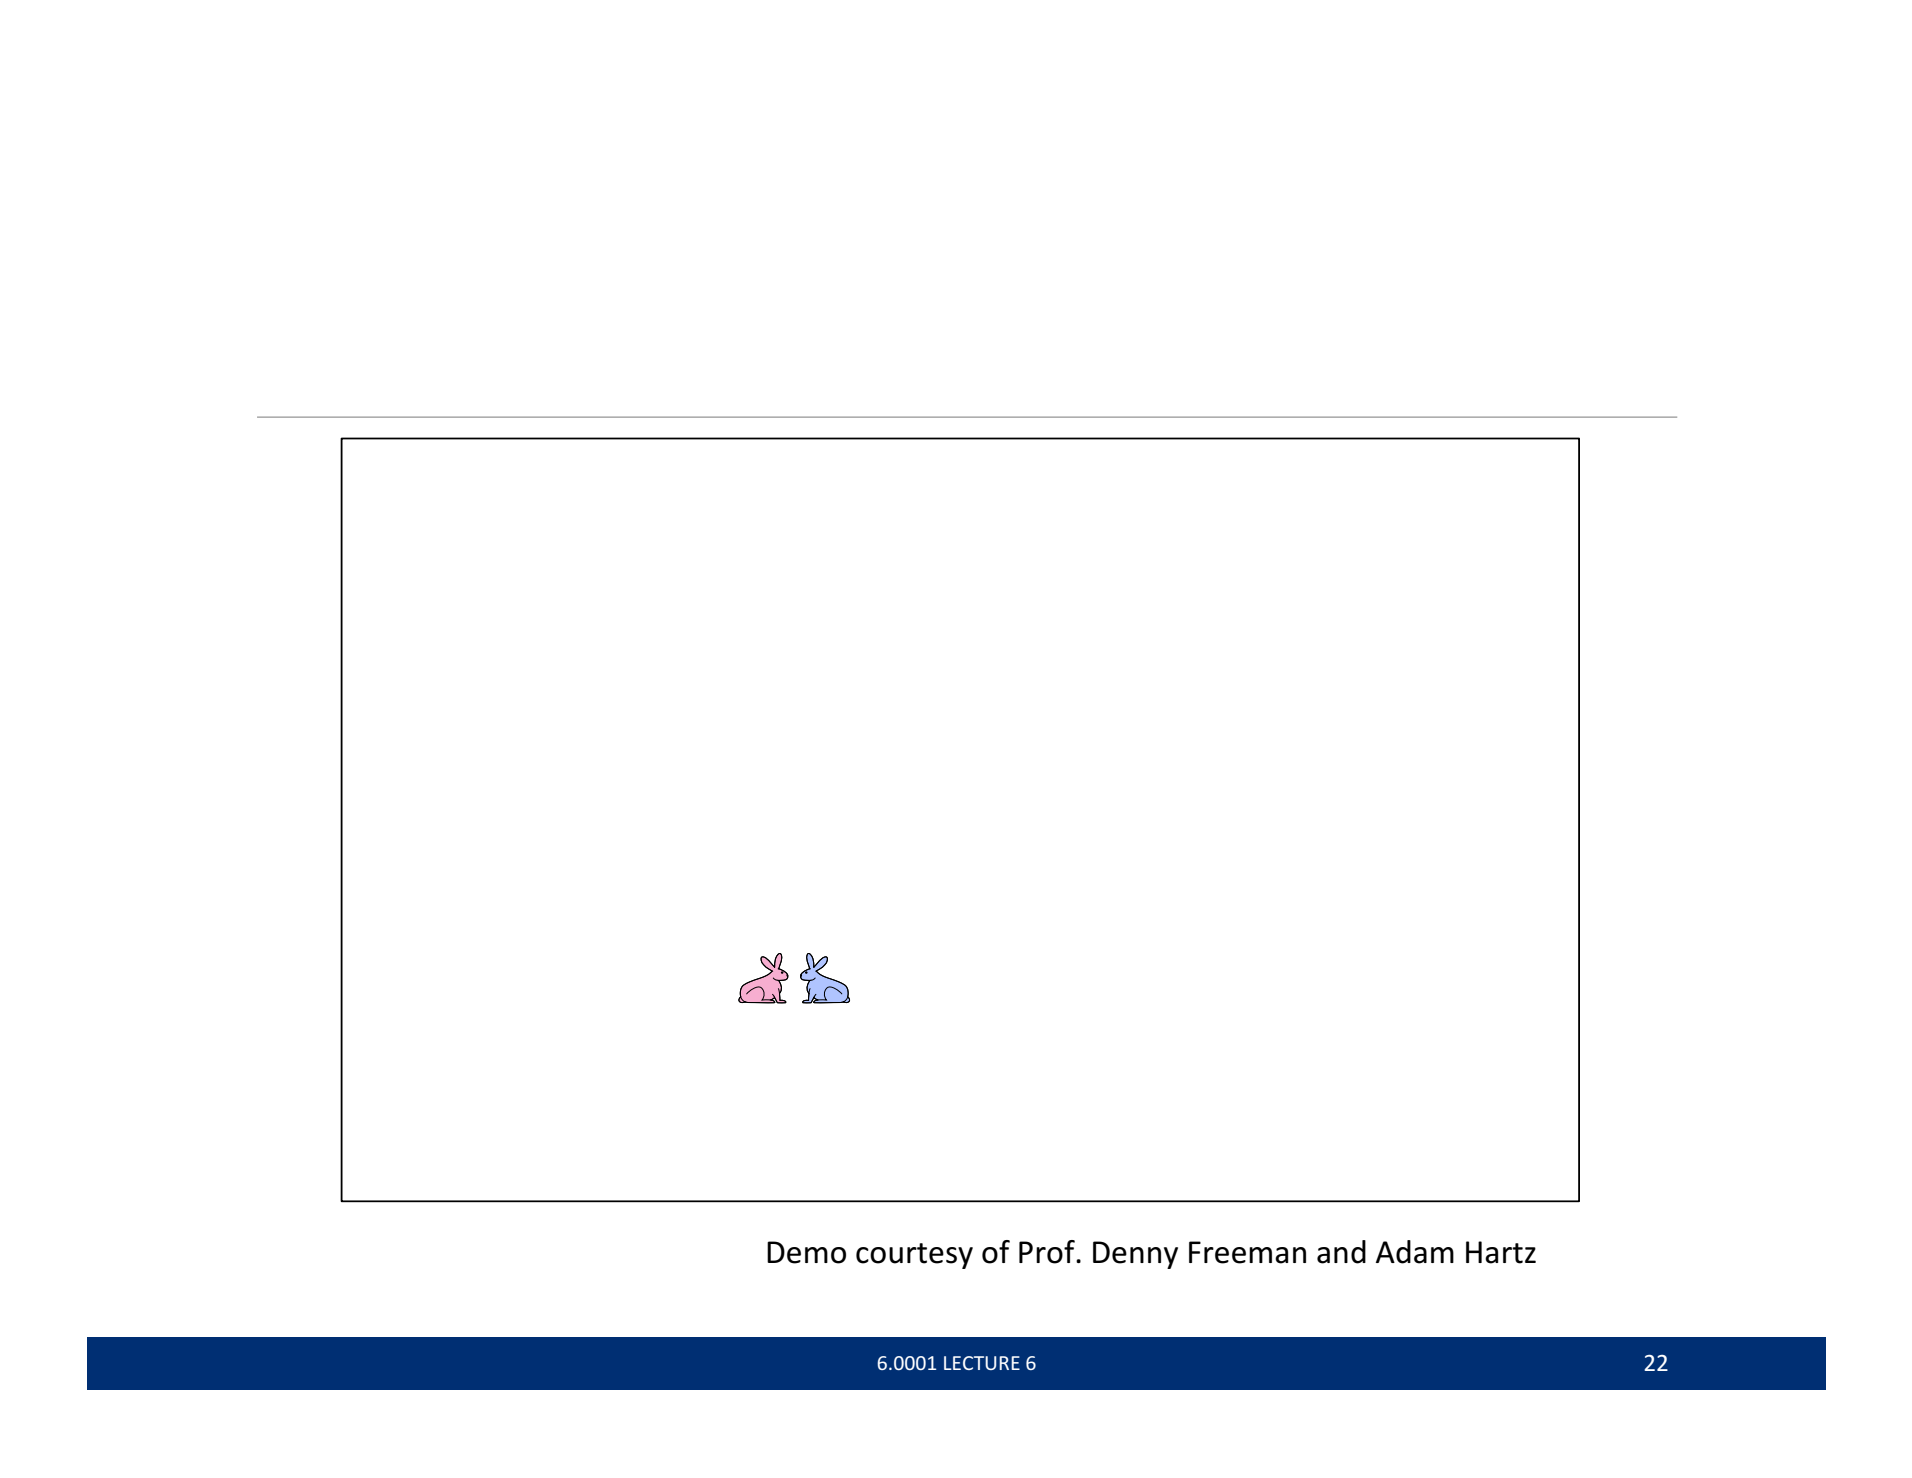 Demo courtesy of Prof. Denny Freeman and Adam Hartz
6.0001 LECTURE 6
22